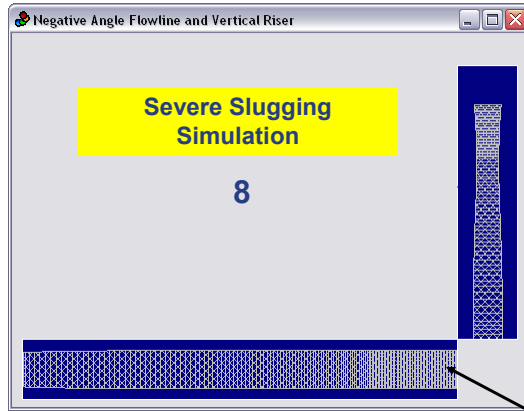 Negative Angle Flowline and Vertical Riser
Severe Slugging
Simulation
8